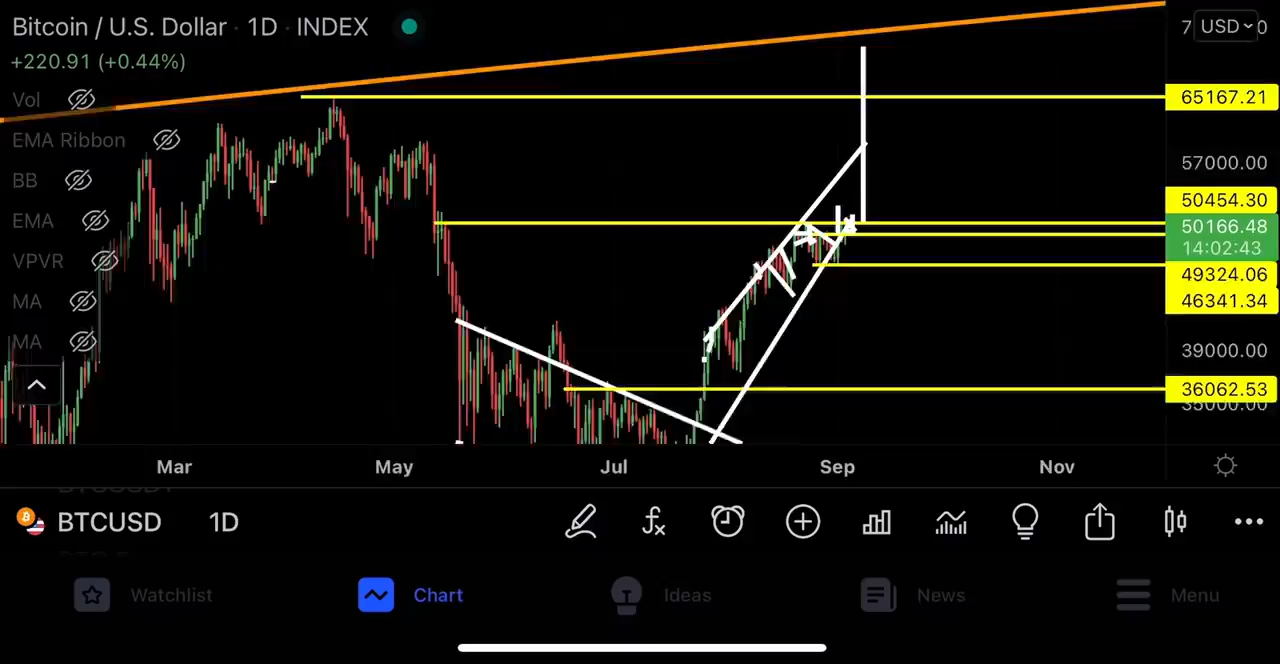 Bitcoin / U.S. Dollar · 1D · INDEX
+220.91 (+0.44%)
Vol
EMA Ribbon
BB
EMA
VPVR
MA
MA
USD
65167.21
57000.00
50454.30
50166.48
14:02:43
49324.06
46341.34
39000.00
36062.53
35000.00
Mar May Jul Sep Nov
BTCUSD 1D
Watchlist Chart Ideas News Menu